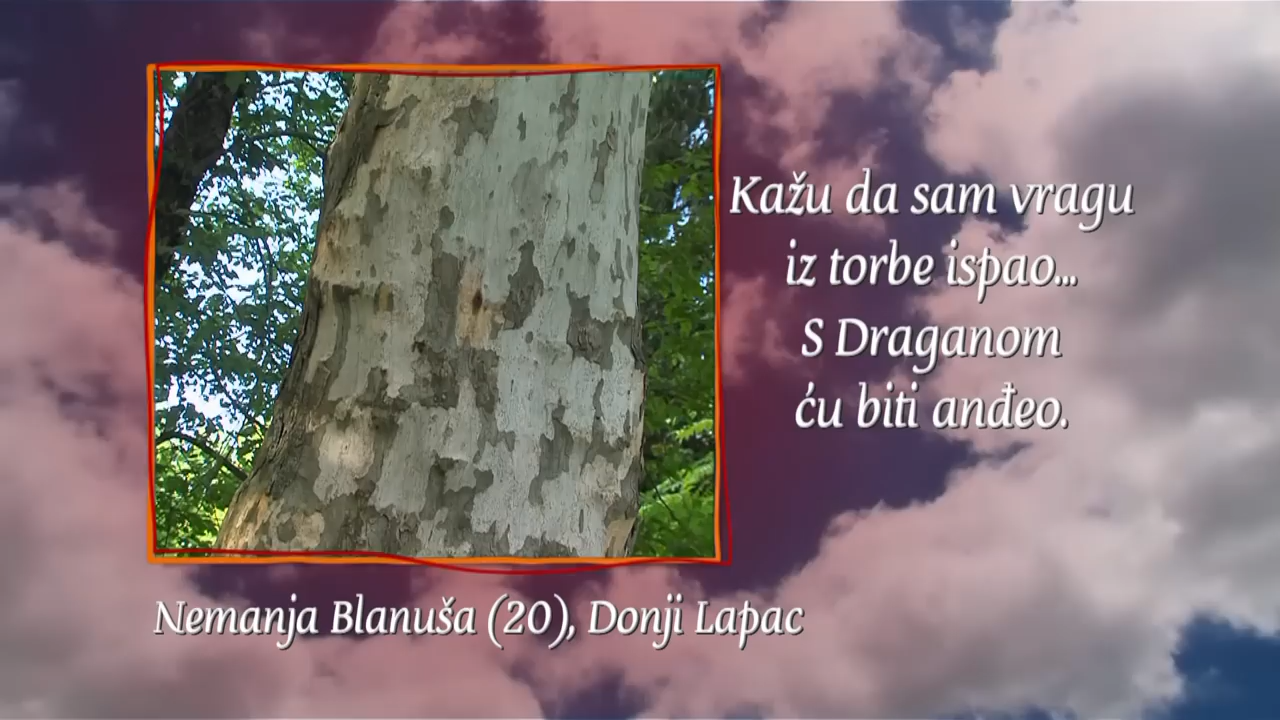 Kažu da sam vragu
iz torbe ispao...
S Draganom
ću biti anđeo.
Nemanja Blanuša (20), Donji Lapac